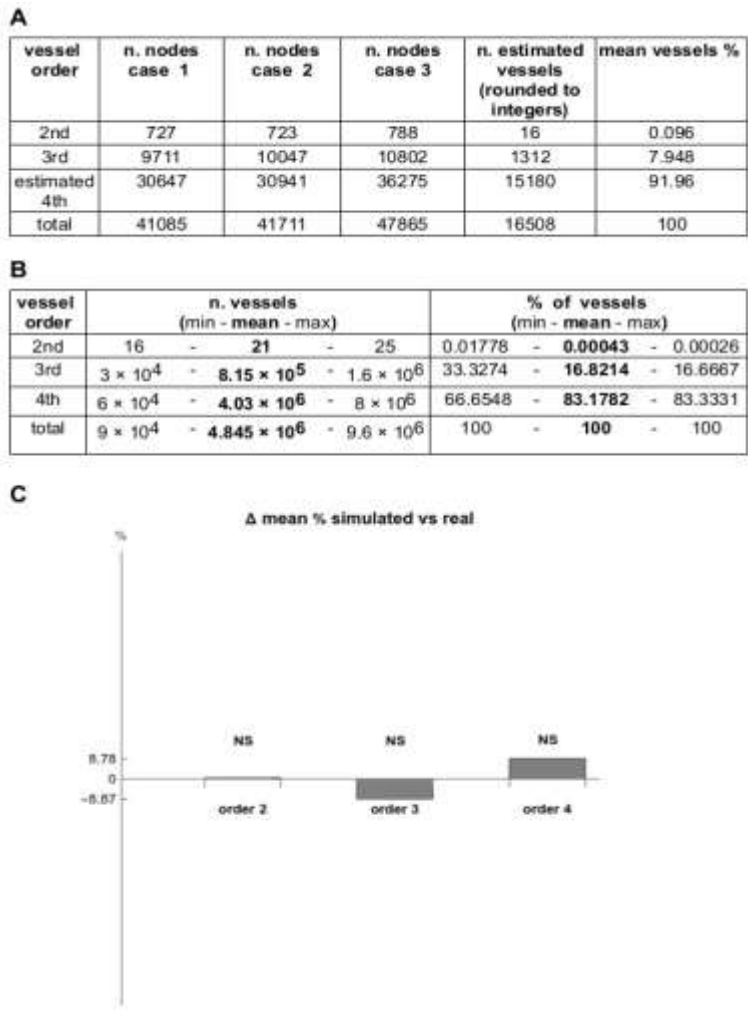 A
vessel order n. nodes case 1 n. nodes case 2 n. nodes case 3 n. estimated vessels (rounded to integers) mean vessels %
2nd 727 723 788 16 0.096
3rd 9711 10047 10802 1312 7.948
estimated 4th 30647 30941 36275 15180 91.96
total 41085 41711 47865 16508 100
B
vessel order n. vessels (min - mean - max) % of vessels (min - mean - max)
2nd 16 - 21 - 25 0.01778 - 0.00043 - 0.00026
3rd 3 × 10⁴ - 8.15 × 10⁵ - 1.6 × 10⁶ 33.3274 - 16.8214 - 16.6667
4th 6 × 10⁴ - 4.03 × 10⁶ - 8 × 10⁶ 66.6548 - 83.1782 - 83.3331
total 9 × 10⁴ - 4.845 × 10⁶ - 9.6 × 10⁶ 100 - 100 - 100
C
Δ mean % simulated vs real
%
NS NS NS
8.78
0
−8.87
order 2 order 3 order 4